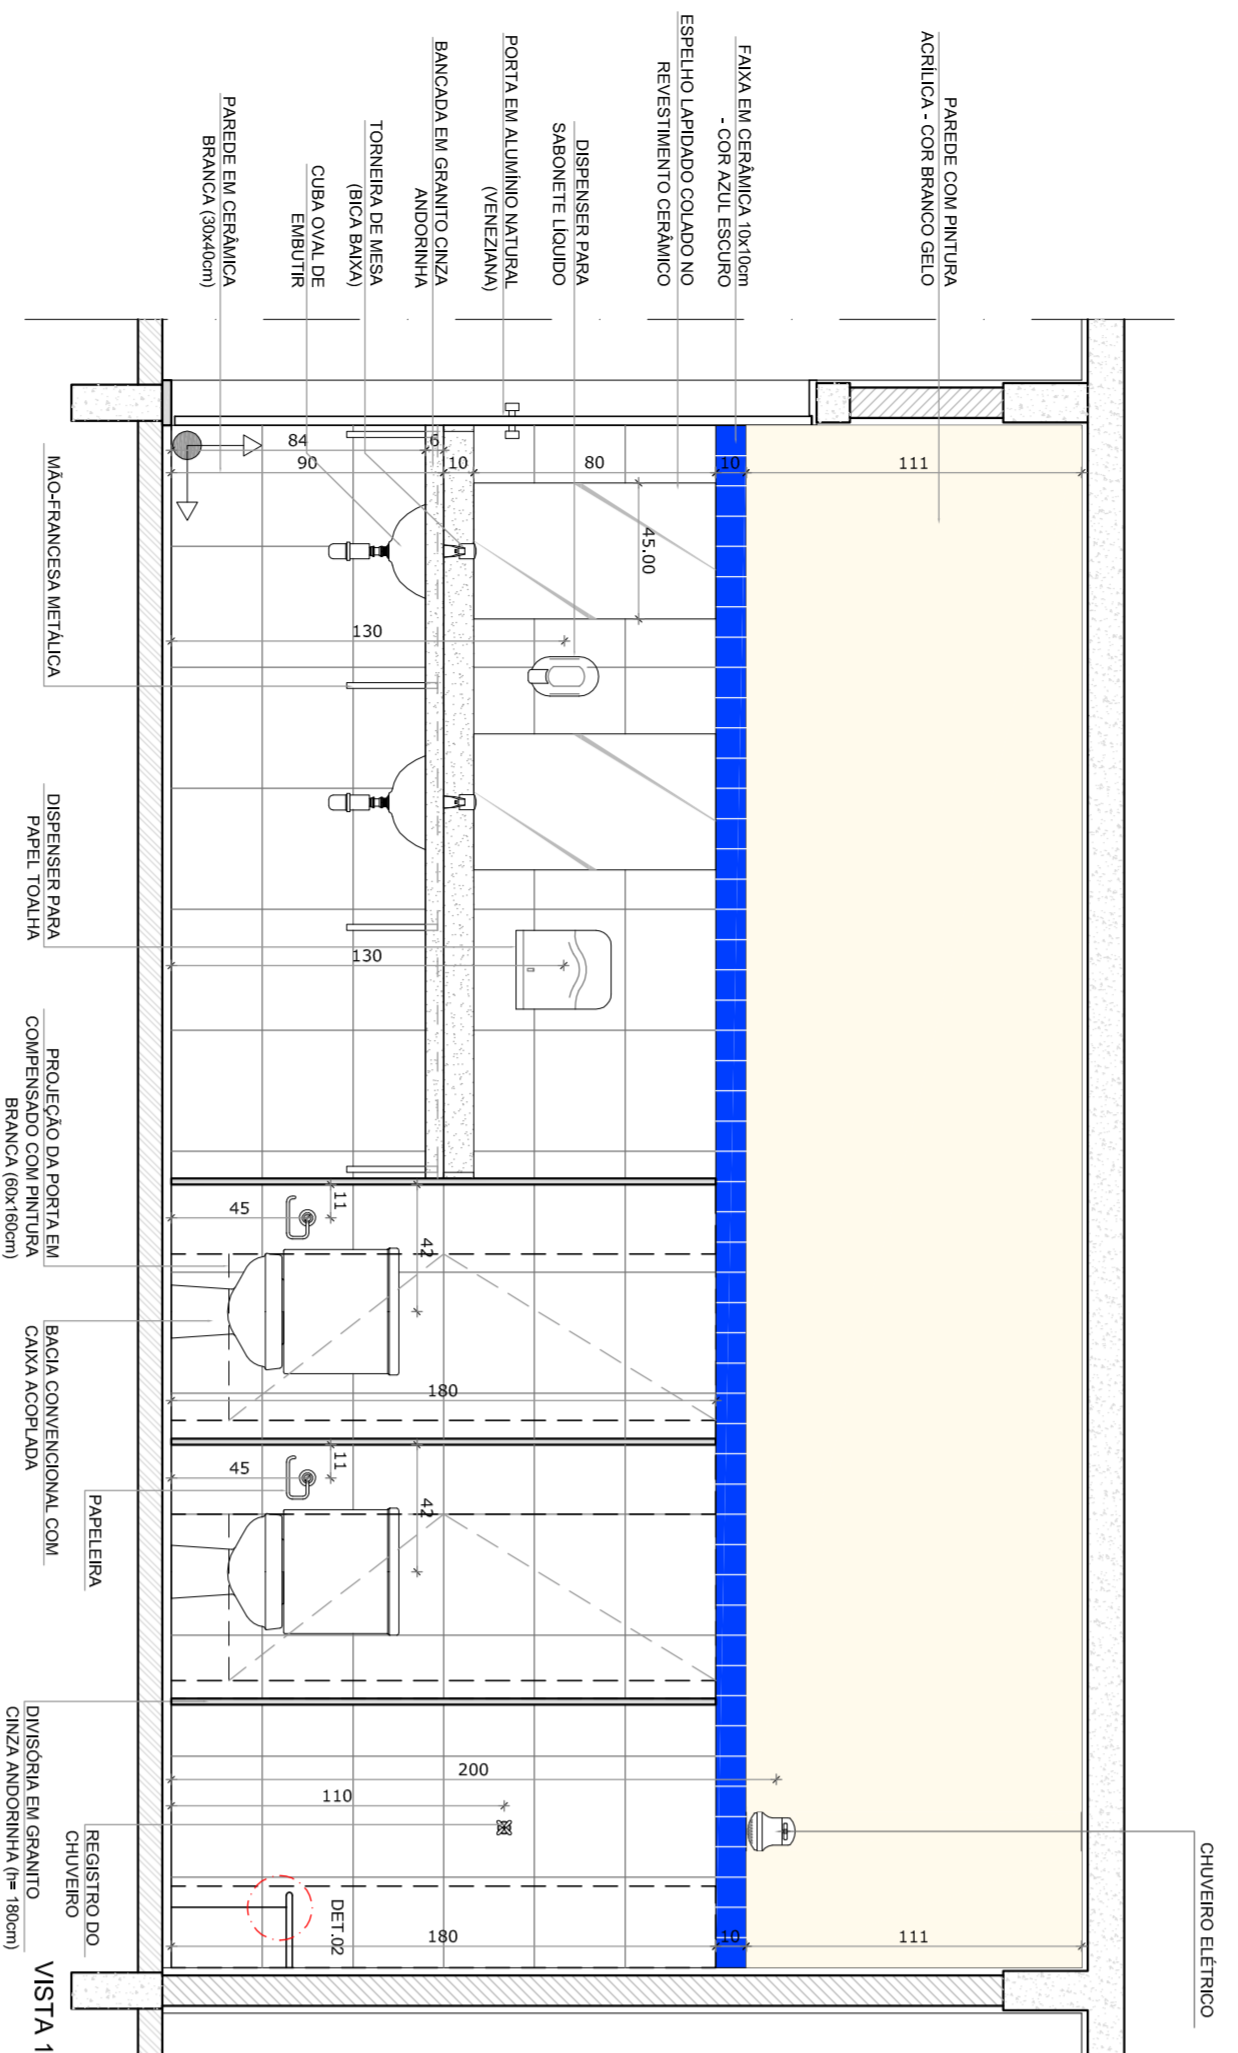 PAREDE COM PINTURA
ACRÍLICA - COR BRANCO GELO
FAIXA EM CERÂMICA 10x10cm
- COR AZUL ESCURO
ESPELHO LAPIDADO COLADO NO
REVESTIMENTO CERÂMICO
DISPENSER PARA
SABONETE LÍQUIDO
PORTA EM ALUMÍNIO NATURAL
(VENEZIANA)
BANCADA EM GRANITO CINZA
ANDORINHA
TORNEIRA DE MESA
(BICA BAIXA)
CUBA OVAL DE
EMBUTIR
PAREDE EM CERÂMICA
BRANCA (30x40cm)
CHUVEIRO ELÉTRICO
111
10
80
10
6
84
90
45.00
130
130
11
45
42
180
11
45
42
200
110
111
10
180
DET.02
MÃO-FRANCESA METÁLICA
DISPENSER PARA
PAPEL TOALHA
PROJEÇÃO DA PORTA EM
COMPENSADO COM PINTURA
BRANCA (60x160cm)
BACIA CONVENCIONAL COM
CAIXA ACOPLADA
PAPELEIRA
DIVISÓRIA EM GRANITO
CINZA ANDORINHA (h= 180cm)
REGISTRO DO
CHUVEIRO
VISTA 1